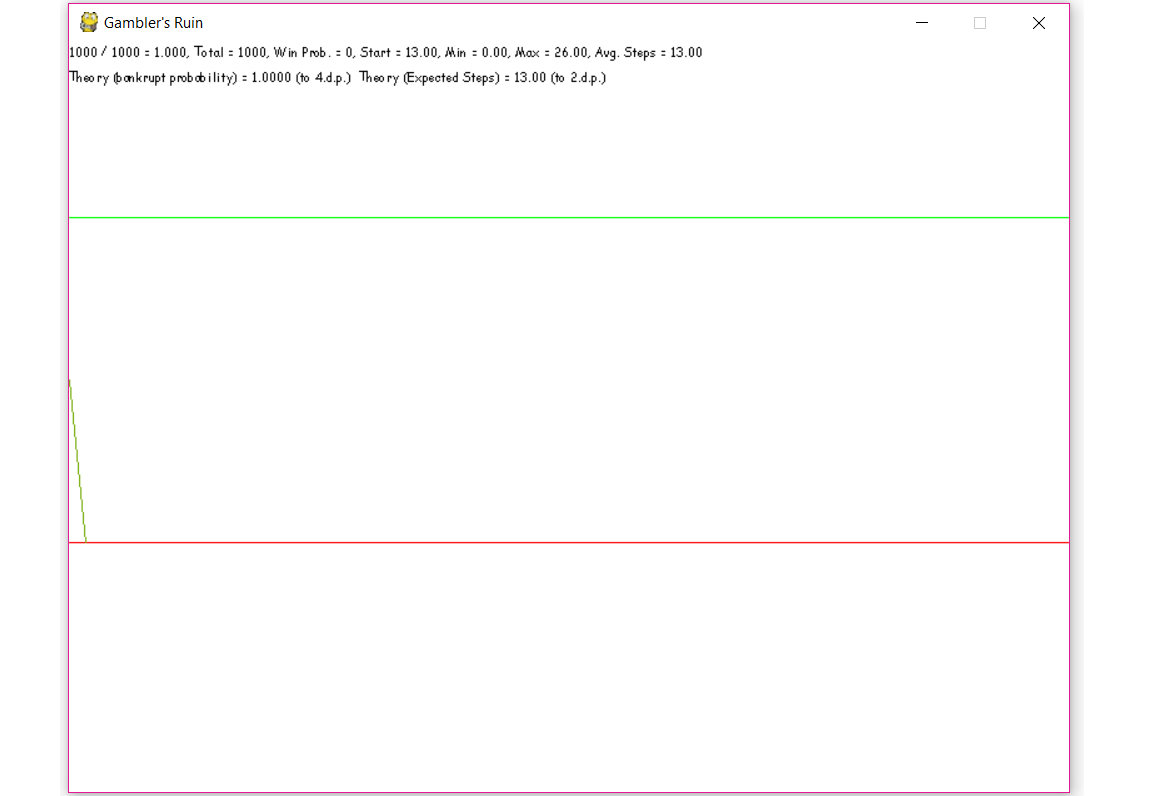 Gambler's Ruin
1000 / 1000 = 1.000, Total = 1000, Win Prob. = 0, Start = 13.00, Min = 0.00, Max = 26.00, Avg. Steps = 13.00
Theory (bankrupt probability) = 1.0000 (to 4.d.p.) Theory (Expected Steps) = 13.00 (to 2.d.p.)